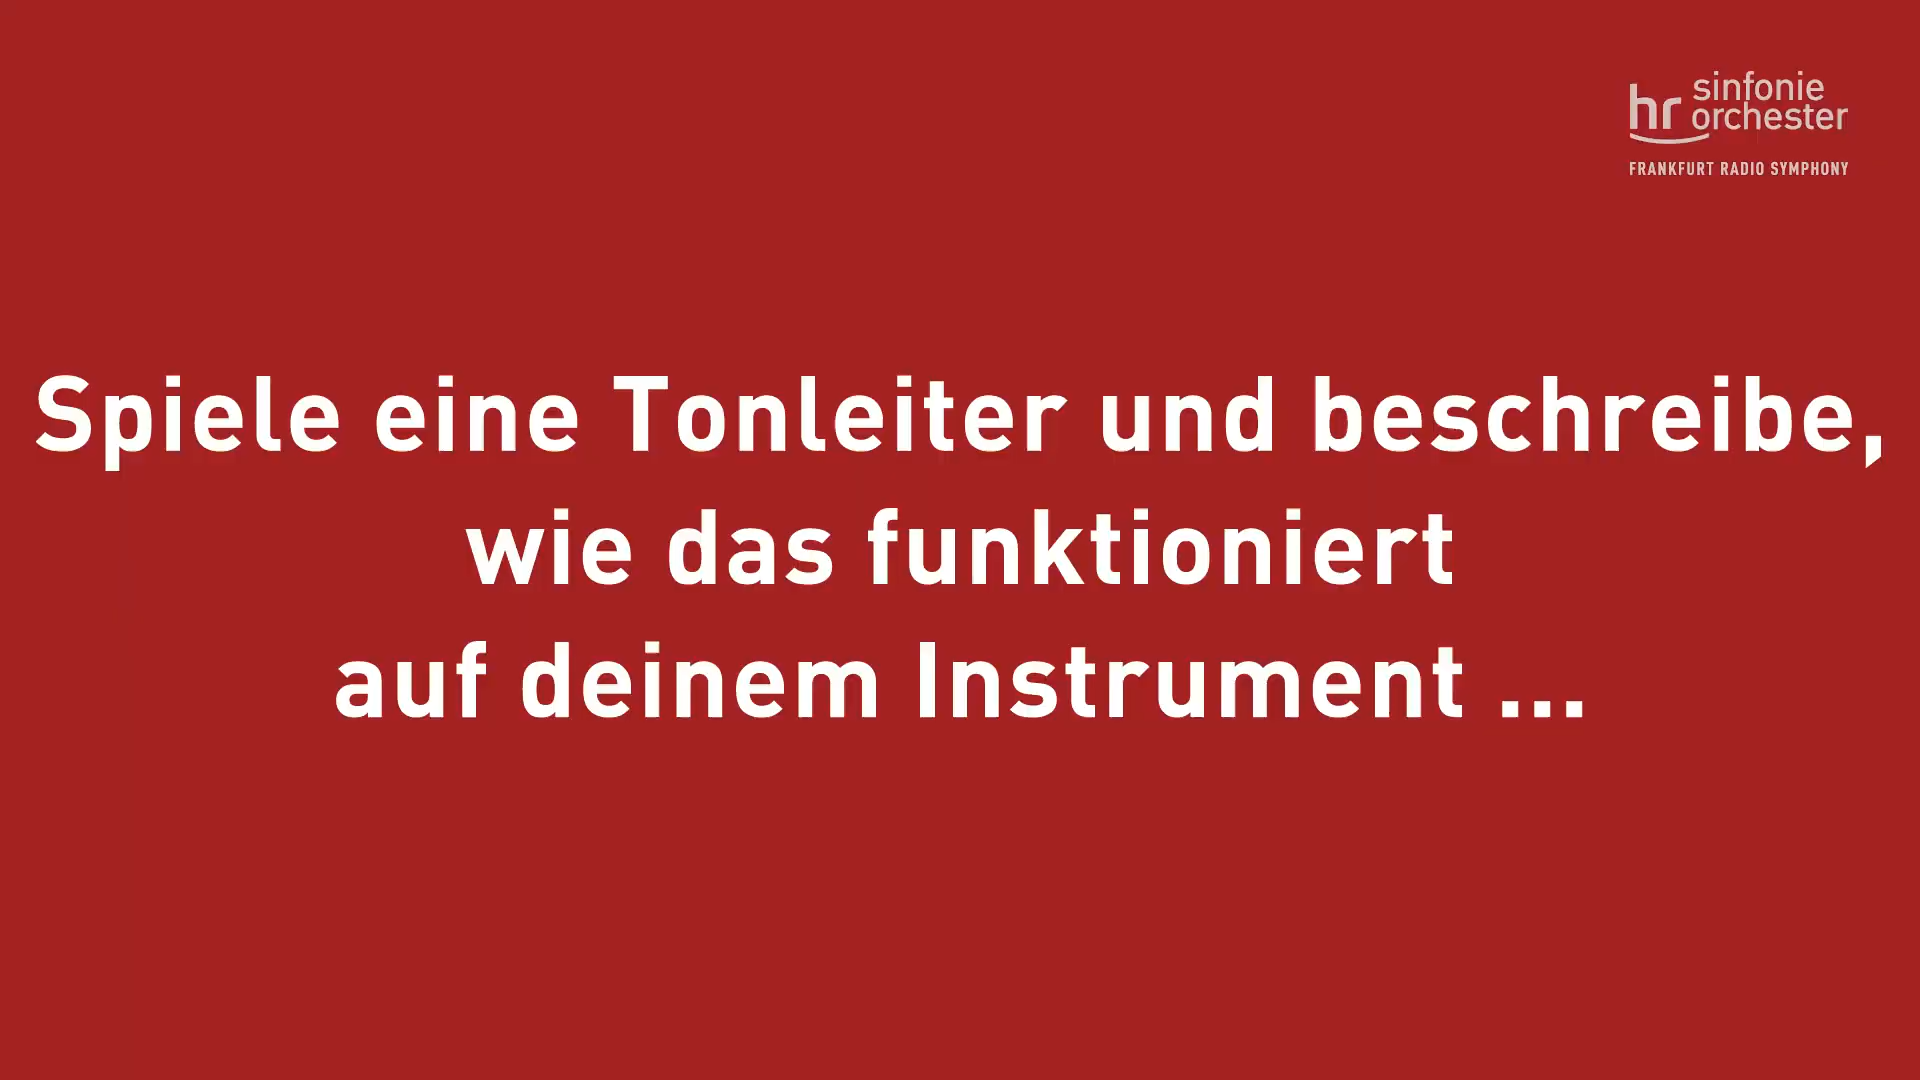 hr sinfonie
orchester
FRANKFURT RADIO SYMPHONY
Spiele eine Tonleiter und beschreibe,
wie das funktioniert
auf deinem Instrument ...